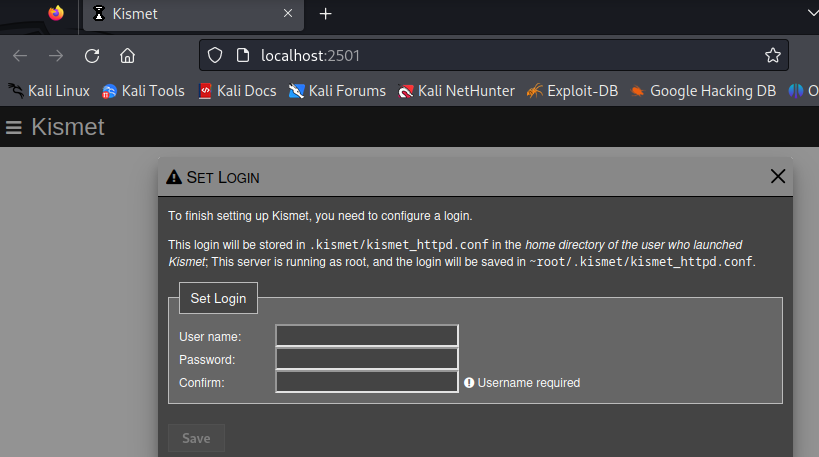 Kismet
localhost:2501
Kali Linux Kali Tools Kali Docs Kali Forums Kali NetHunter Exploit-DB Google Hacking DB O
Kismet
SET LOGIN
To finish setting up Kismet, you need to configure a login.
This login will be stored in .kismet/kismet_httpd.conf in the home directory of the user who launched
Kismet; This server is running as root, and the login will be saved in ~root/.kismet/kismet_httpd.conf.
Set Login
User name:
Password:
Confirm: Username required
Save